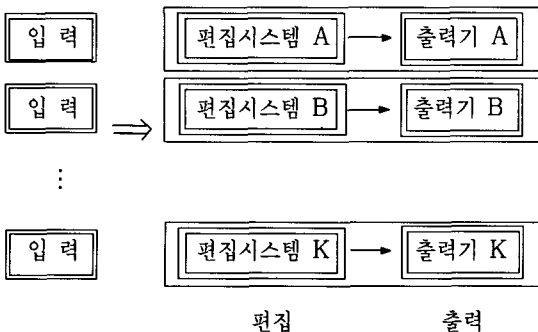 입 력 편집시스템 A → 출력기 A
입 력 ⇒ 편집시스템 B → 출력기 B
⋮
입 력 편집시스템 K → 출력기 K
편집 출력